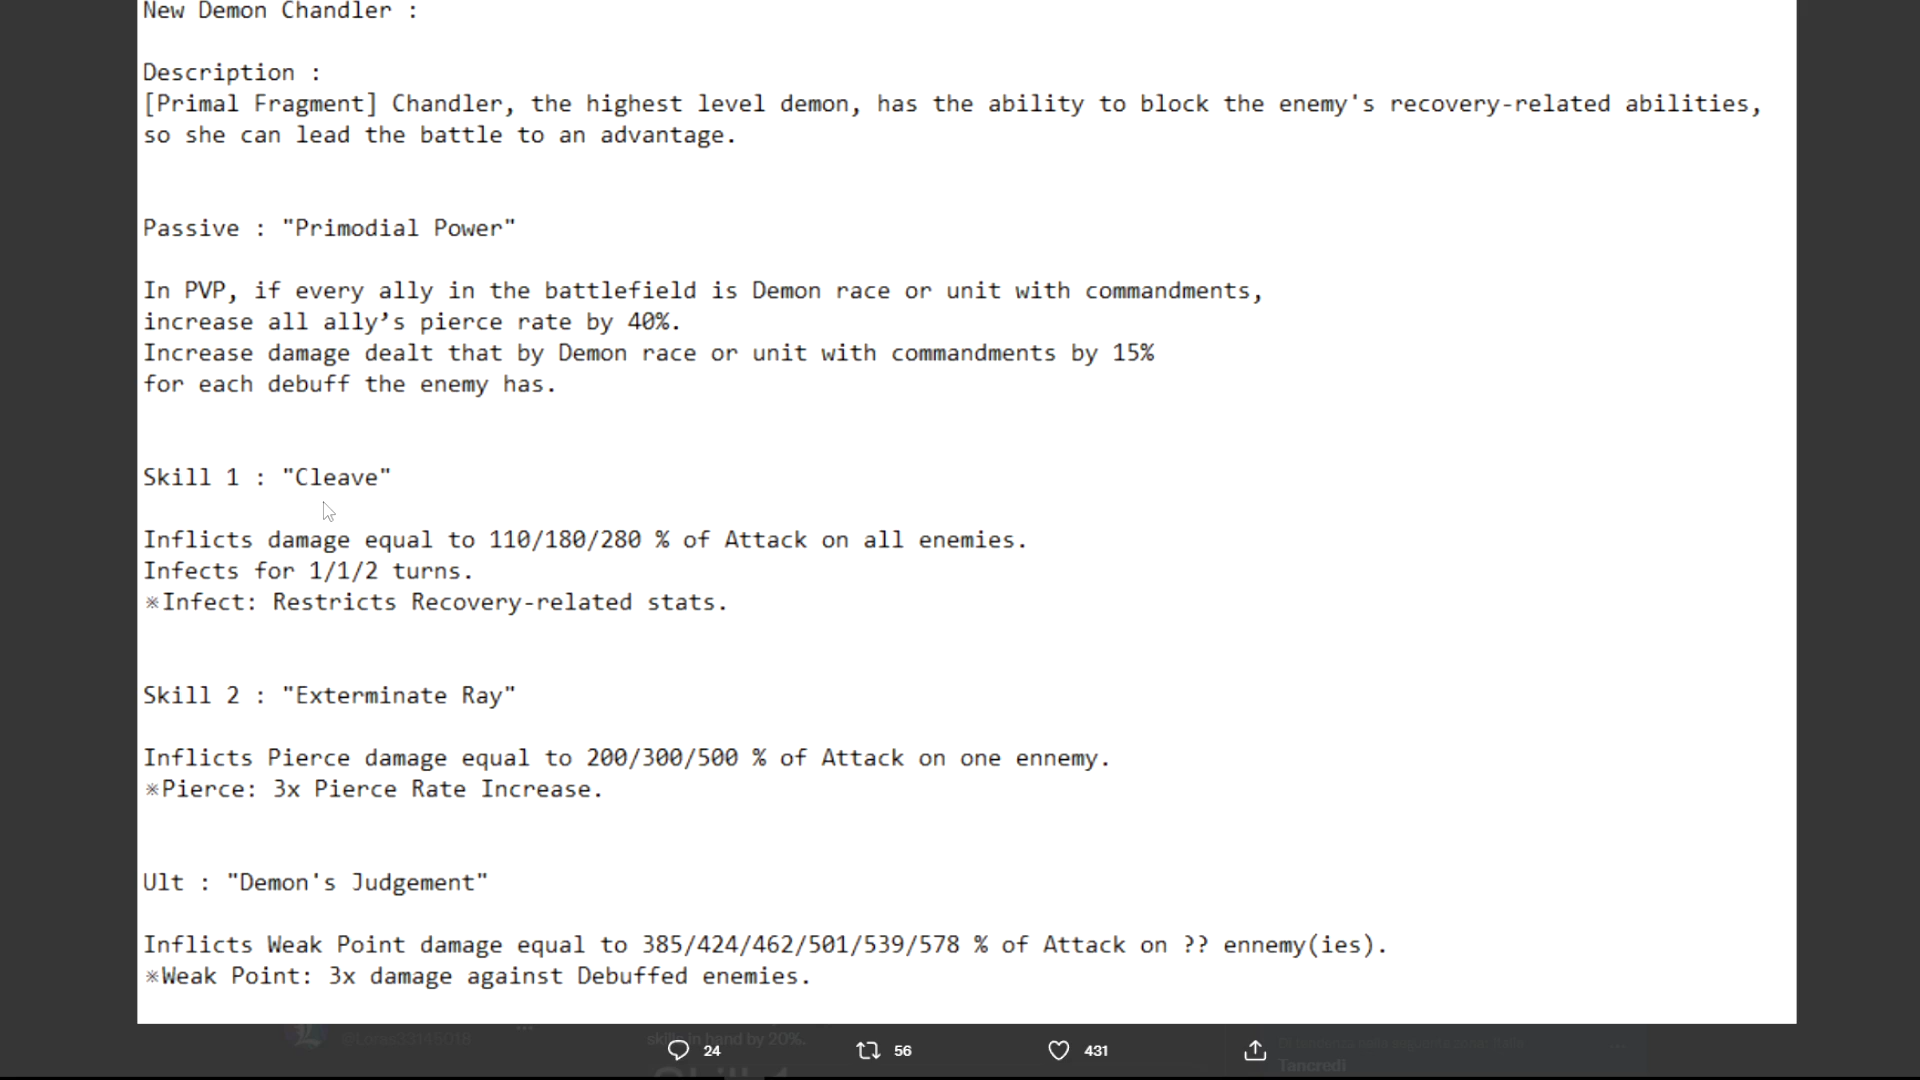 New Demon Chandler :
Description :
[Primal Fragment] Chandler, the highest level demon, has the ability to block the enemy's recovery-related abilities,
so she can lead the battle to an advantage.
Passive : "Primodial Power"
In PVP, if every ally in the battlefield is Demon race or unit with commandments,
increase all ally’s pierce rate by 40%.
Increase damage dealt that by Demon race or unit with commandments by 15%
for each debuff the enemy has.
Skill 1 : "Cleave"
Inflicts damage equal to 110/180/280 % of Attack on all enemies.
Infects for 1/1/2 turns.
※Infect: Restricts Recovery-related stats.
Skill 2 : "Exterminate Ray"
Inflicts Pierce damage equal to 200/300/500 % of Attack on one ennemy.
※Pierce: 3x Pierce Rate Increase.
Ult : "Demon's Judgement"
Inflicts Weak Point damage equal to 385/424/462/501/539/578 % of Attack on ?? ennemy(ies).
※Weak Point: 3x damage against Debuffed enemies.
in hand by 20%.
24 56 431
Tancredi